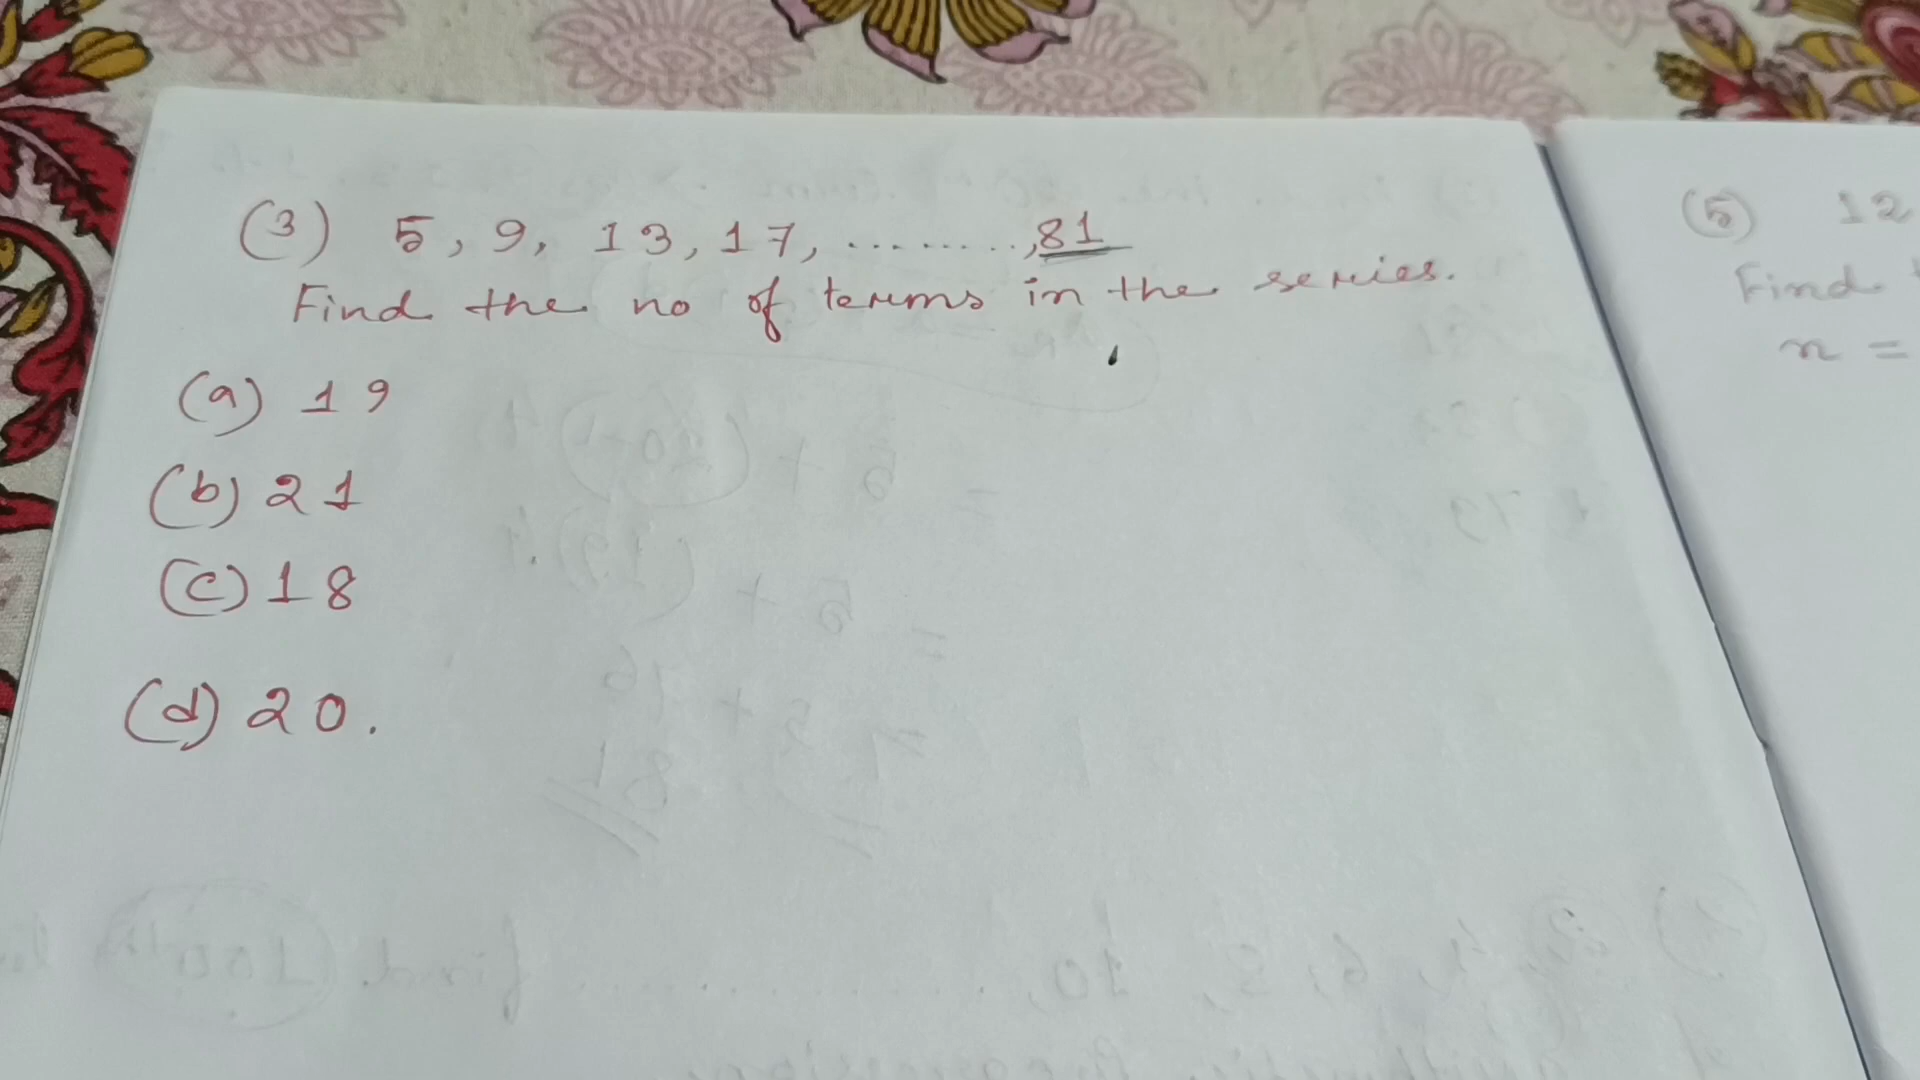 (3) 5, 9, 13, 17, ........, 81
Find the no of terms in the series.
(a) 19
(b) 21
(c) 18
(d) 20.
(5) 12
Find
n =